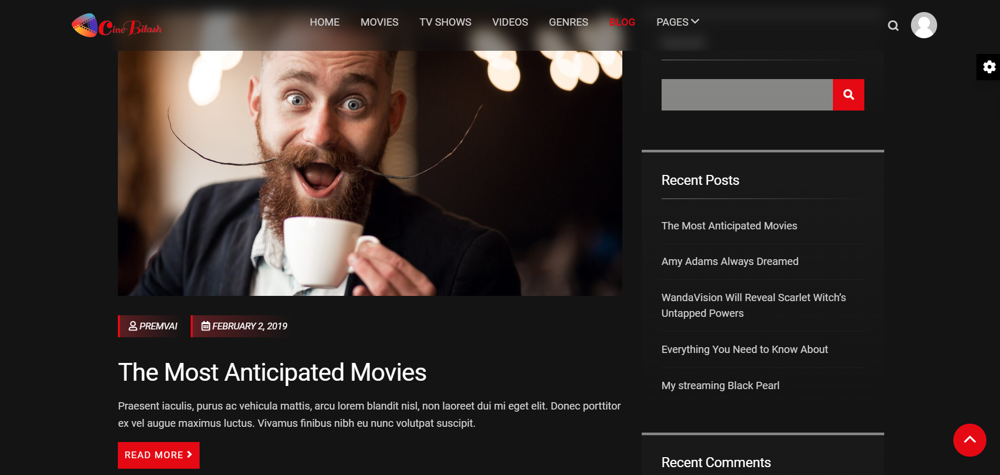 CineBilash
HOME MOVIES TV SHOWS VIDEOS GENRES BLOG PAGES
PREMVAI FEBRUARY 2, 2019
The Most Anticipated Movies
Praesent iaculis, purus ac vehicula mattis, arcu lorem blandit nisl, non laoreet dui mi eget elit. Donec porttitor
ex vel augue maximus luctus. Vivamus finibus nibh eu nunc volutpat suscipit.
READ MORE
Recent Posts
The Most Anticipated Movies
Amy Adams Always Dreamed
WandaVision Will Reveal Scarlet Witch’s
Untapped Powers
Everything You Need to Know About
My streaming Black Pearl
Recent Comments